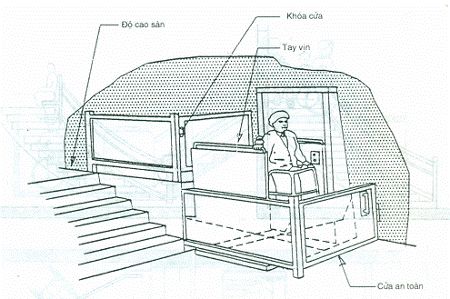 Khóa cửa
Độ cao sàn
Tay vịn
Cửa an toàn